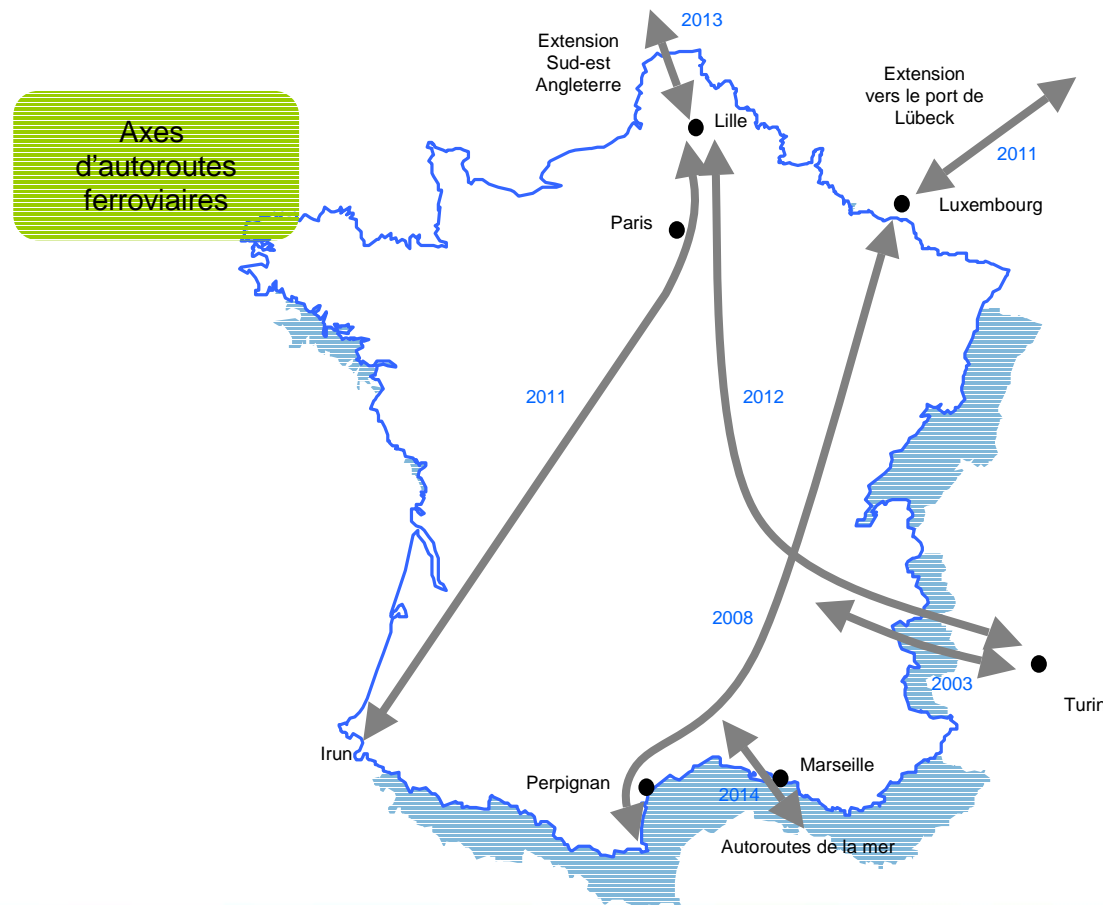 2013
Extension
Sud-est
Angleterre
Extension
vers le port de
Lübeck
Axes
d'autoroutes
ferroviaires
Lille
2011
Luxembourg
Paris
2011
2012
2008
2003
Turin
Irun
Marseille
Perpignan
2014
Autoroutes de la mer